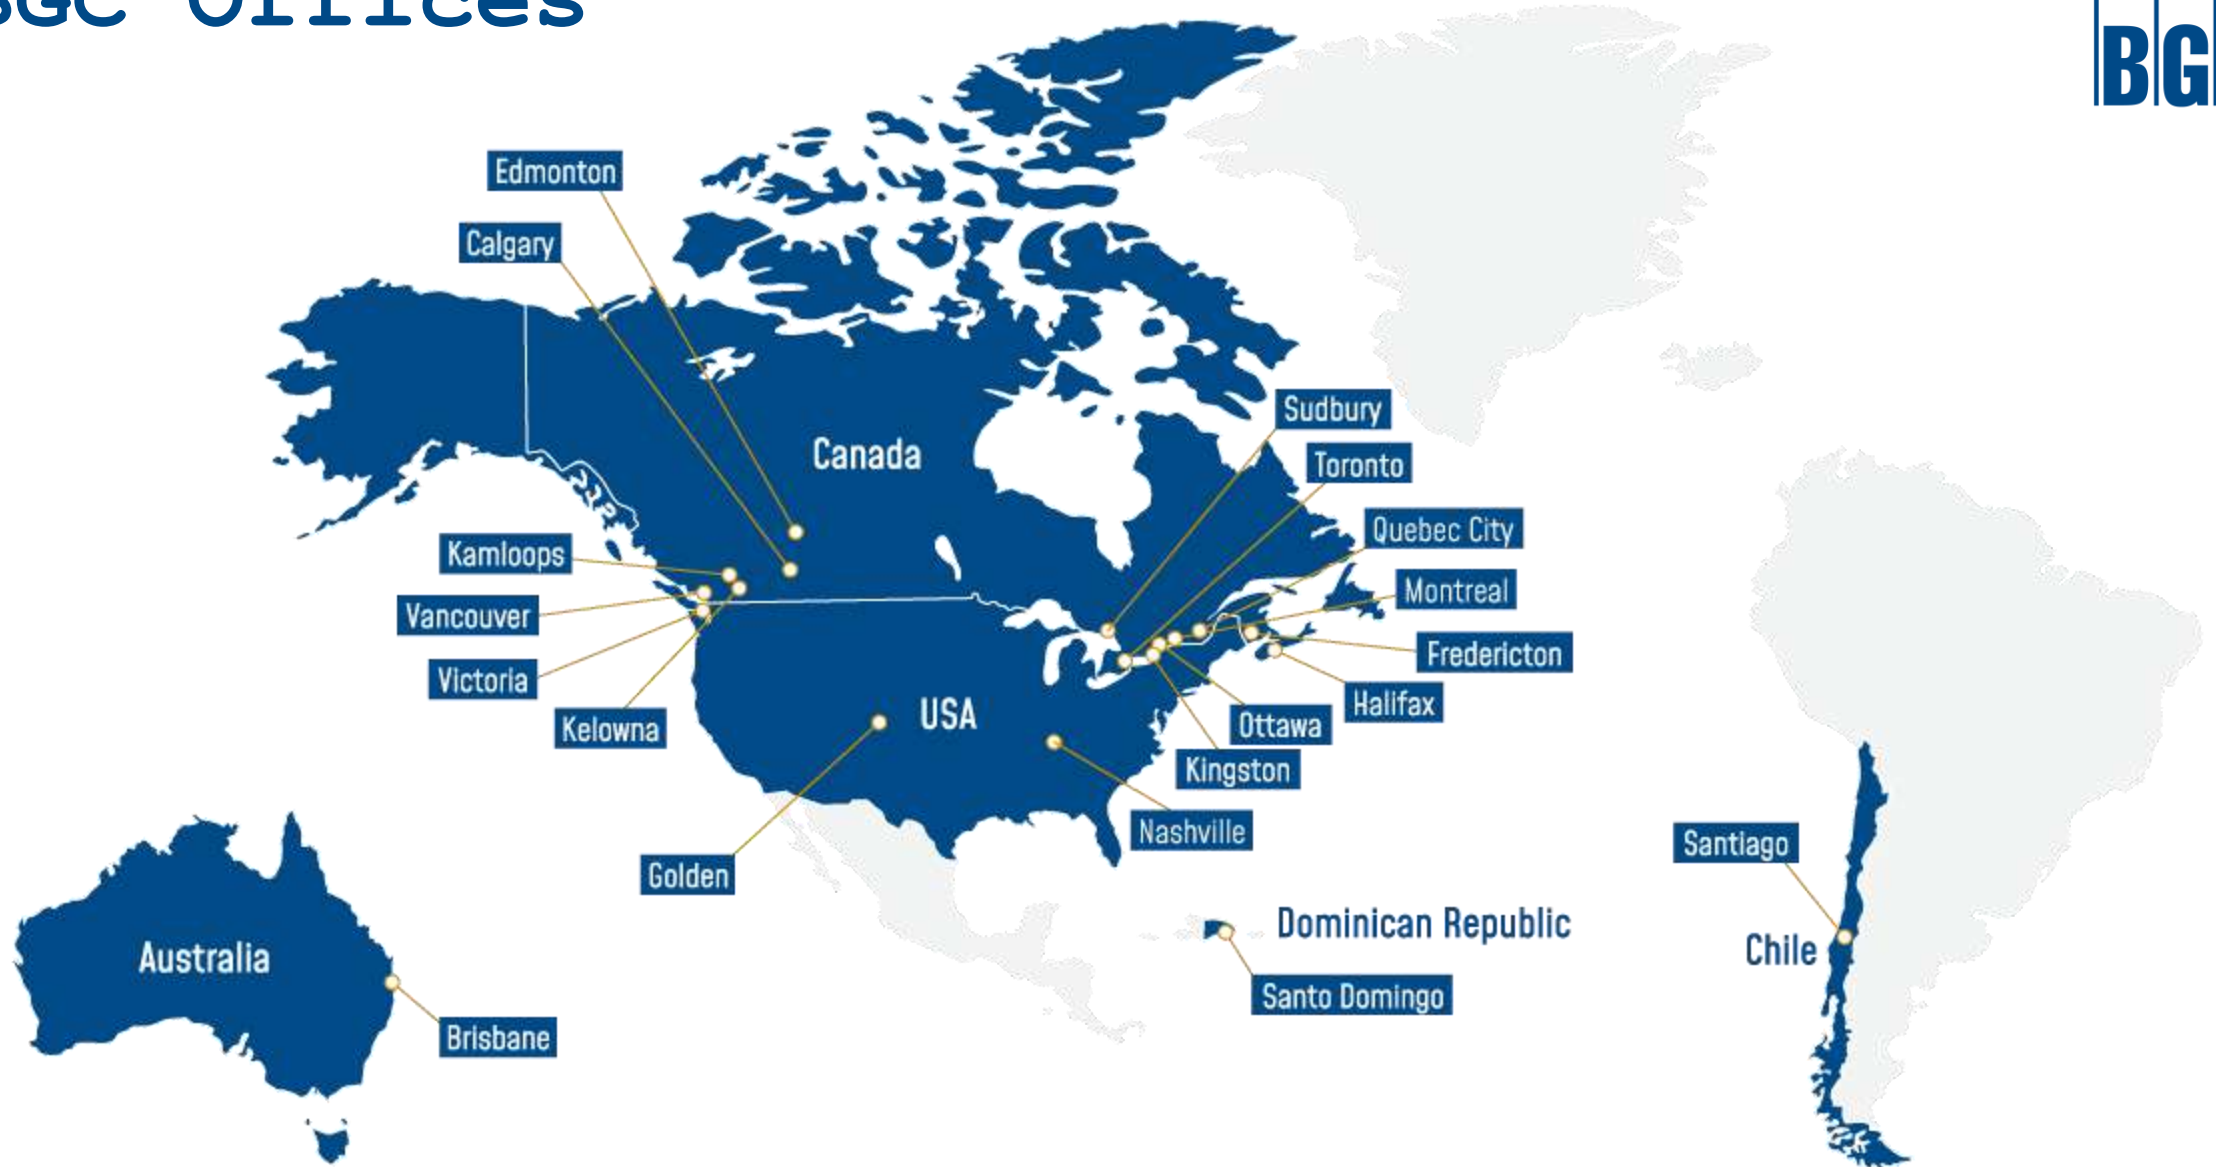 BGC Offices
BG
Edmonton
Calgary
Sudbury
Canada
Toronto
Quebec City
Kamloops
Montreal
Vancouver
Fredericton
Victoria
Halifax
USA
Ottawa
Kelowna
Kingston
Nashville
Santiago
Golden
Dominican Republic
Chile
Australia
Santo Domingo
Brisbane